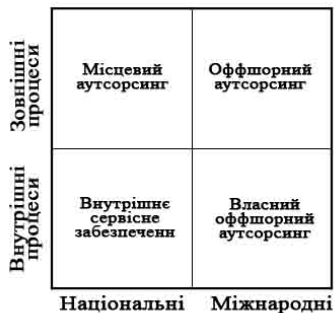 Зовнішні
процеси
Місцевий
аутсорсинг
Оффшорний
аутсорсинг
Внутрішні
процеси
Внутрішнє
сервісне
забезпеченн
Власний
оффшорний
аутсорсинг
Національні
Міжнародні